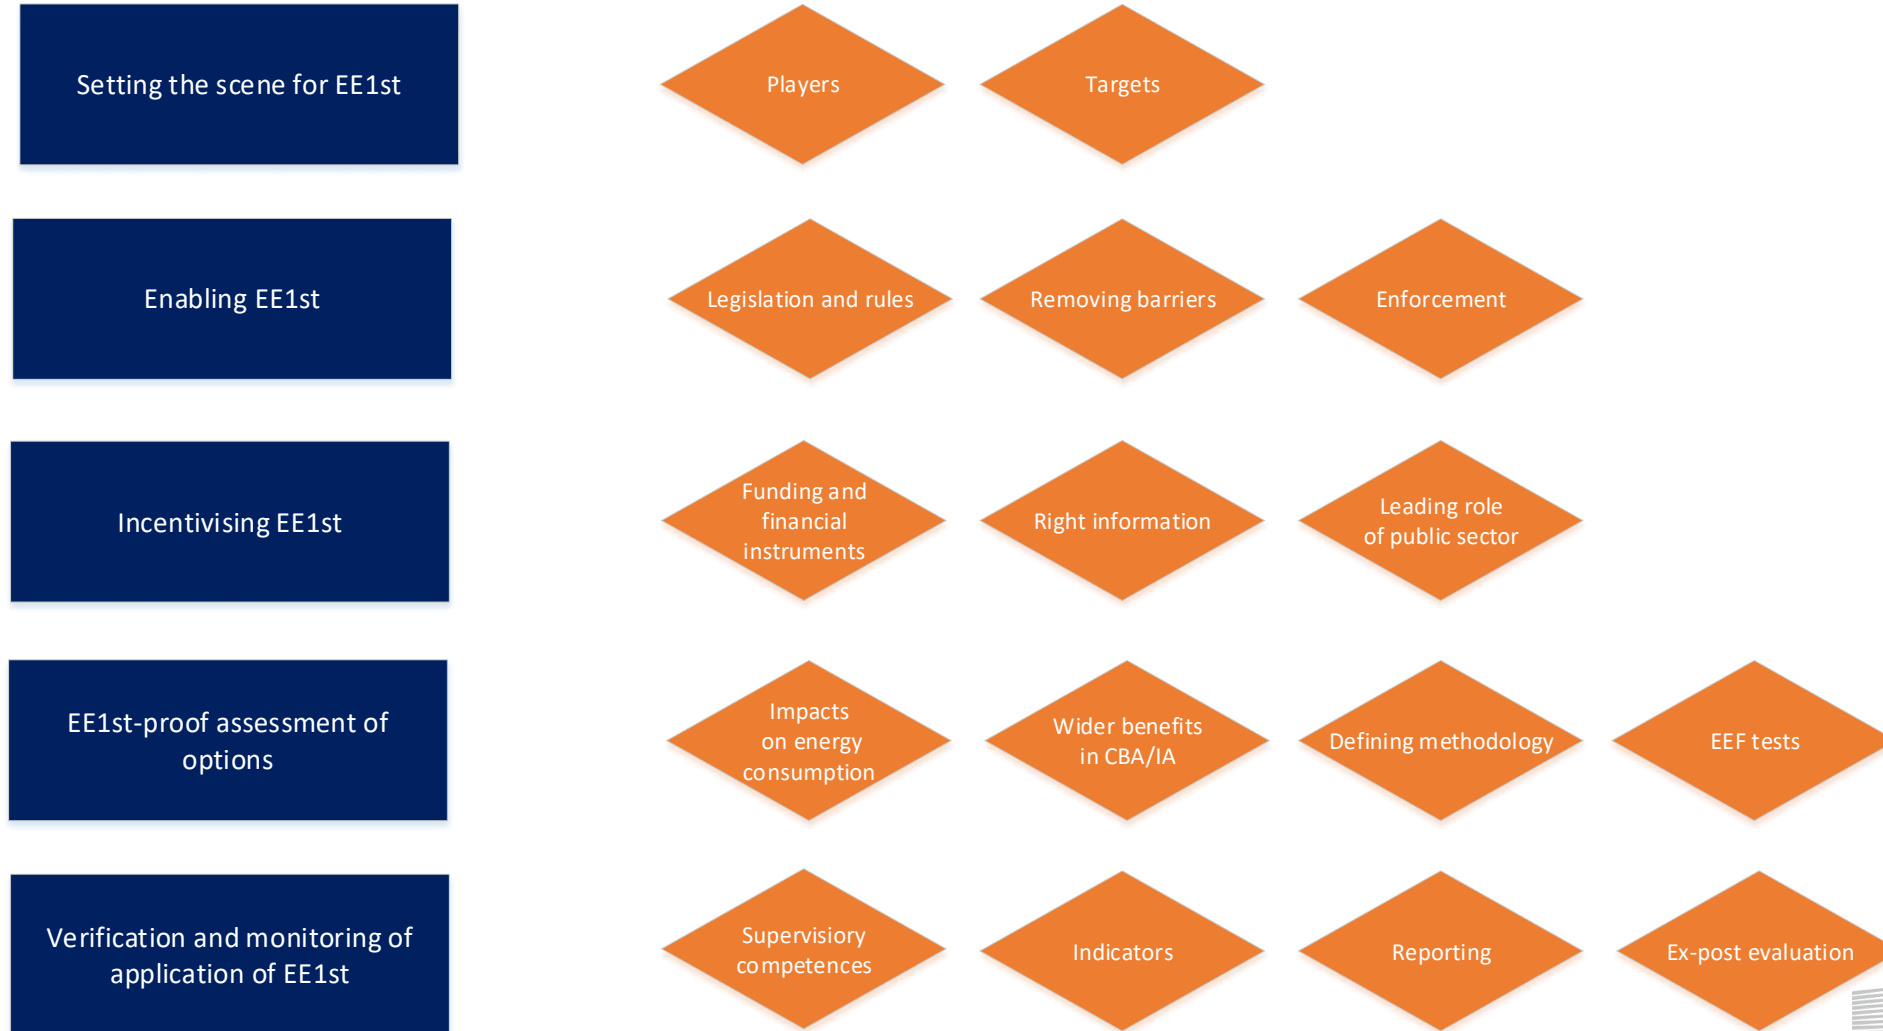 Setting the scene for EE1st
Players
Targets
Enabling EE1st
Legislation and rules
Removing barriers
Enforcement
Incentivising EE1st
Funding and
financial
instruments
Right information
Leading role
of public sector
EE1st-proof assessment of
options
Impacts
on energy
consumption
Wider benefits
in CBA/IA
Defining methodology
EEF tests
Verification and monitoring of
application of EE1st
Supervisiory
competences
Indicators
Reporting
Ex-post evaluation